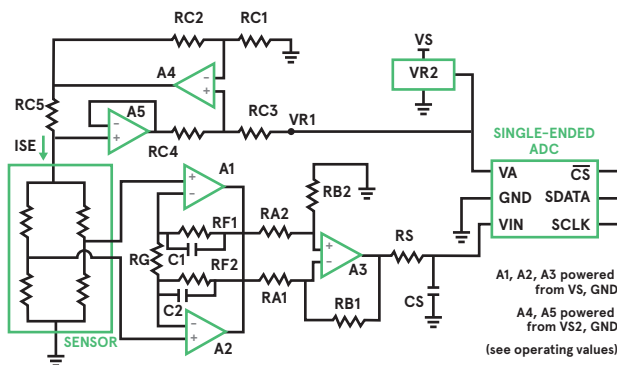 RC2 RC1
VS
VR2
A4
RC5
A5
RC3 VR1
RC4
ISE
SINGLE-ENDED
ADC
VA CS
GND SDATA
VIN SCLK
A1
RB2
RF1
RA2
C1
RG
RF2
A3
RS
RA1
C2
RB1
CS
A2
SENSOR
A1, A2, A3 powered
from VS, GND
A4, A5 powered
from VS2, GND
(see operating values)